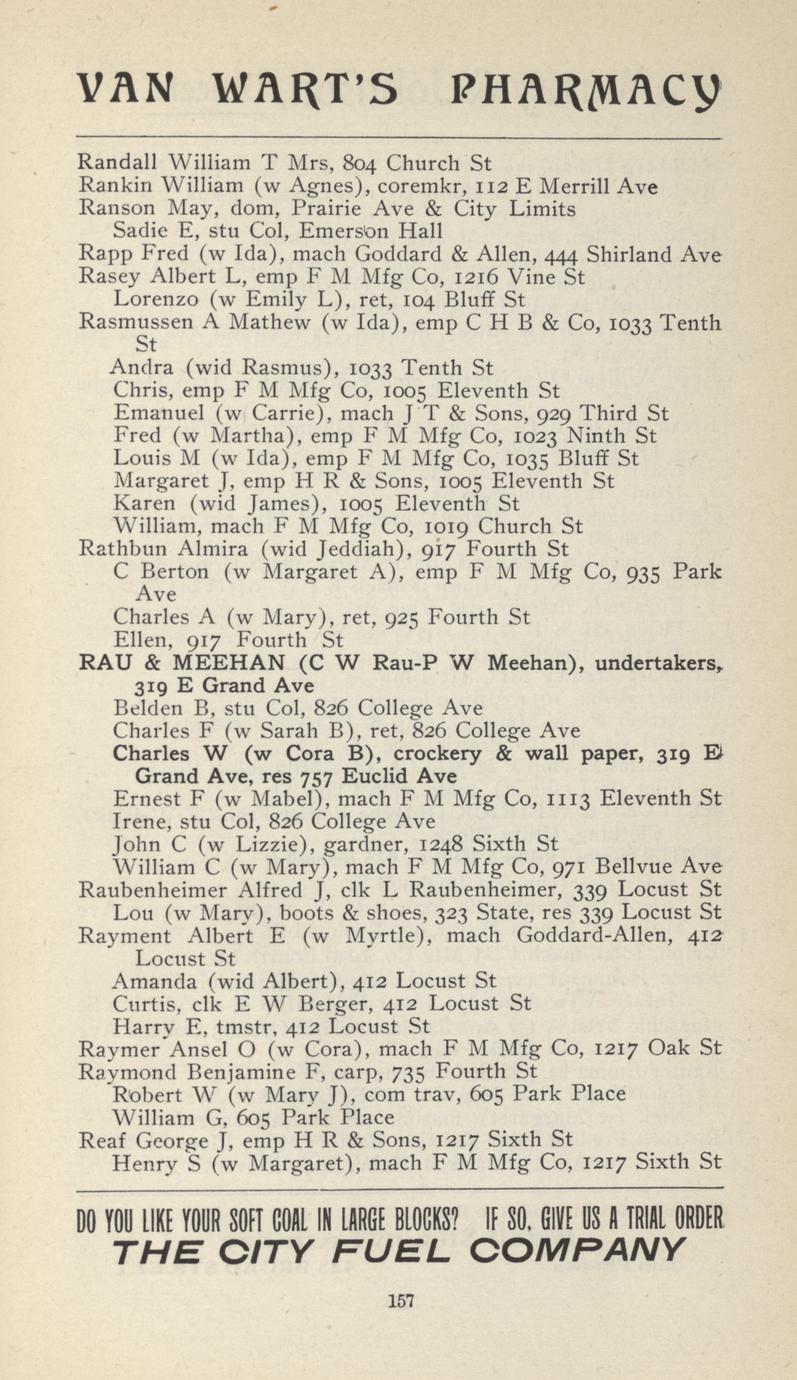 VAN WART'S PHARMACY
Randall William T Mrs, 804 Church St
Rankin William (w Agnes), coremkr, 112 E Merrill Ave
Ranson May, dom, Prairie Ave & City Limits
Sadie E, stu Col, Emerson Hall
Rapp Fred (w Ida), mach Goddard & Allen, 444 Shirland Ave
Rasey Albert L, emp F M Mfg Co, 1216 Vine St
Lorenzo (w Emily L), ret, 104 Bluff St
Rasmussen A Mathew (w Ida), emp C H B & Co, 1033 Tenth
St
Andra (wid Rasmus), 1033 Tenth St
Chris, emp F M Mfg Co, 1005 Eleventh St
Emanuel (w Carrie), mach J T & Sons, 929 Third St
Fred (w Martha), emp F M Mfg Co, 1023 Ninth St
Louis M (w Ida), emp F M Mfg Co, 1035 Bluff St
Margaret J, emp H R & Sons, 1005 Eleventh St
Karen (wid James), 1005 Eleventh St
William, mach F M Mfg Co, 1019 Church St
Rathbun Almira (wid Jeddiah), 917 Fourth St
C Berton (w Margaret A), emp F M Mfg Co, 935 Park
Ave
Charles A (w Mary), ret, 925 Fourth St
Ellen, 917 Fourth St
RAU & MEEHAN (C W Rau-P W Meehan), undertakers,
319 E Grand Ave
Belden B, stu Col, 826 College Ave
Charles F (w Sarah B), ret, 826 College Ave
Charles W (w Cora B), crockery & wall paper, 319 E
Grand Ave, res 757 Euclid Ave
Ernest F (w Mabel), mach F M Mfg Co, 1113 Eleventh St
Irene, stu Col, 826 College Ave
John C (w Lizzie), gardner, 1248 Sixth St
William C (w Mary), mach F M Mfg Co, 971 Bellvue Ave
Raubenheimer Alfred J, clk L Raubenheimer, 339 Locust St
Lou (w Mary), boots & shoes, 323 State, res 339 Locust St
Rayment Albert E (w Myrtle), mach Goddard-Allen, 412
Locust St
Amanda (wid Albert), 412 Locust St
Curtis, clk E W Berger, 412 Locust St
Harry E, tmstr, 412 Locust St
Raymer Ansel O (w Cora), mach F M Mfg Co, 1217 Oak St
Raymond Benjamine F, carp, 735 Fourth St
Robert W (w Mary J), com trav, 605 Park Place
William G, 605 Park Place
Reaf George J, emp H R & Sons, 1217 Sixth St
Henry S (w Margaret), mach F M Mfg Co, 1217 Sixth St
DO YOU LIKE YOUR SOFT COAL IN LARGE BLOCKS? IF SO, GIVE US A TRIAL ORDER
THE CITY FUEL COMPANY
157